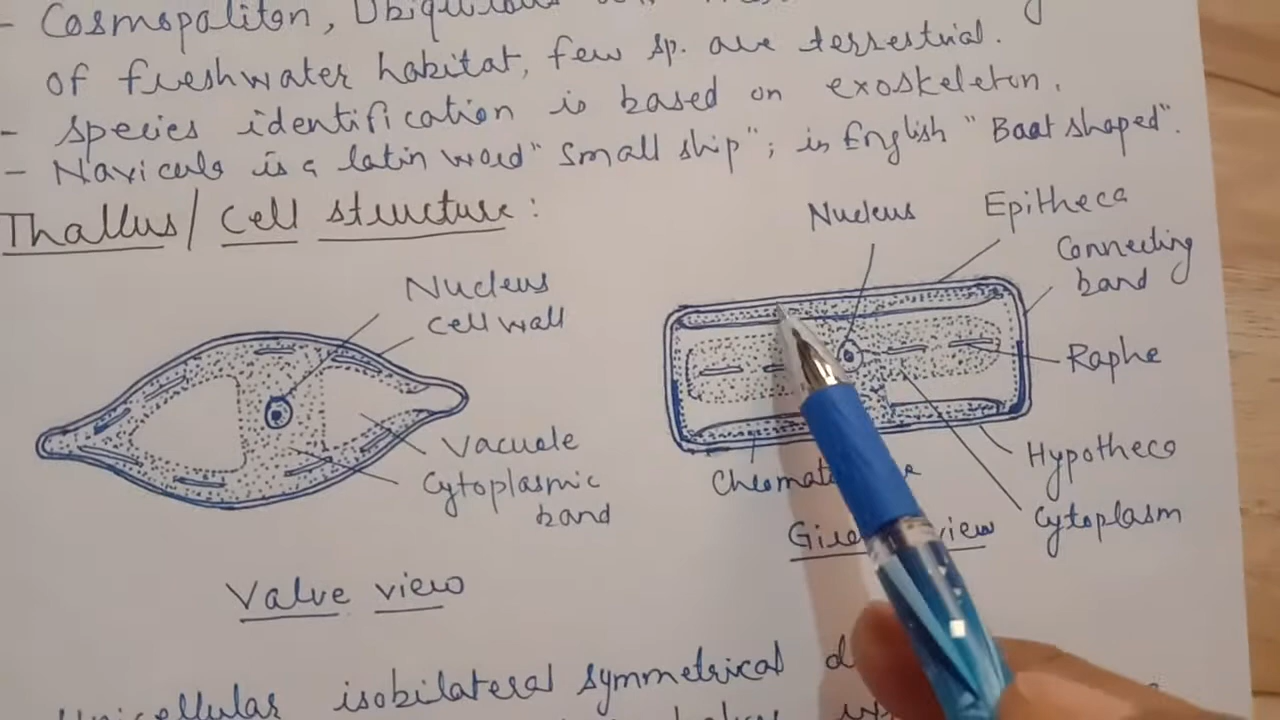 - Cosmopoliton,
of freshwater habitat, few sp. are terrestrial.
- Species identification is based on exoskeleton.
- Navicula is a latin word "Small ship"; in English "Boat shaped".
Thallus/ Cell structure:
Nucleus
cell wall
Vacuole
Cytoplasmic
band
Valve view
Nucleus
Epitheca
Connecting
band
Raphe
Hypotheca
Cytoplasm
isobilateral symmetrical